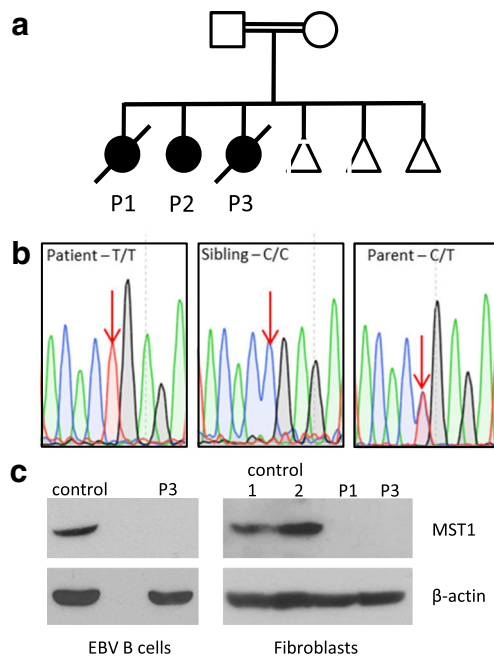 a
P1 P2 P3
b
Patient – T/T Sibling – C/C Parent – C/T
c
control P3
control
1 2 P1 P3
MST1
β-actin
EBV B cells Fibroblasts